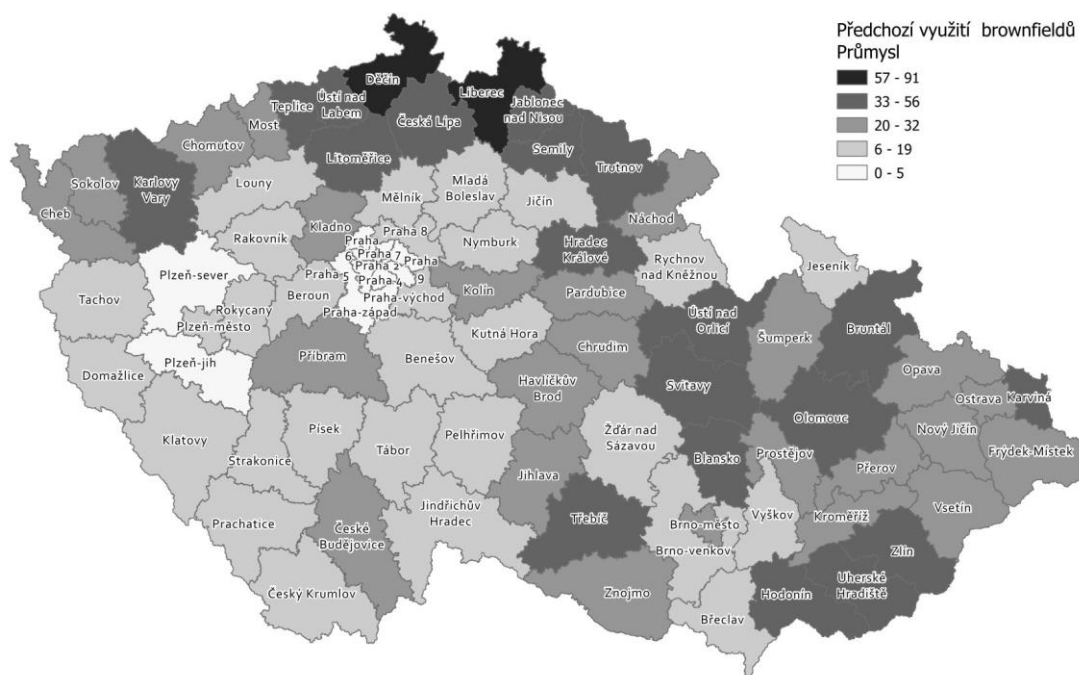 Předchozí využití brownfieldů
Průmysl
57 - 91
33 - 56
20 - 32
6 - 19
0 - 5
Děčín
Liberec
Ústí nad
Labem
Teplice
Jablonec
nad Nisou
Most
Česká Lípa
Chomutov
Semily
Litoměřice
Trutnov
Sokolov
Karlovy
Vary
Louny
Mladá
Boleslav
Mělník
Jičín
Cheb
Náchod
Kladno
Praha 8
Rakovník
Praha
6
Praha 7
Nymburk
Hradec
Králové
Rychnov
nad Kněžnou
Jeseník
Plzeň-sever
Praha 2
Praha
9
Praha
5
Praha 4
Kolín
Pardubice
Tachov
Beroun
Praha-východ
Rokycany
Praha-západ
Ústí nad
Orlicí
Plzeň-město
Kutná Hora
Šumperk
Bruntál
Chrudim
Plzeň-jih
Příbram
Benešov
Opava
Domažlice
Svitavy
Havlíčkův
Brod
Ostrava
Karviná
Olomouc
Nový Jičín
Písek
Pelhřimov
Žďár nad
Sázavou
Klatovy
Tábor
Frýdek-Místek
Strakonice
Blansko
Prostějov
Přerov
Jihlava
Jindřichův
Hradec
Vsetín
Třebíč
Vyškov
Kroměříž
Prachatice
České
Budějovice
Brno-město
Zlín
Brno-venkov
Uherské
Hradiště
Český Krumlov
Znojmo
Hodonín
Břeclav